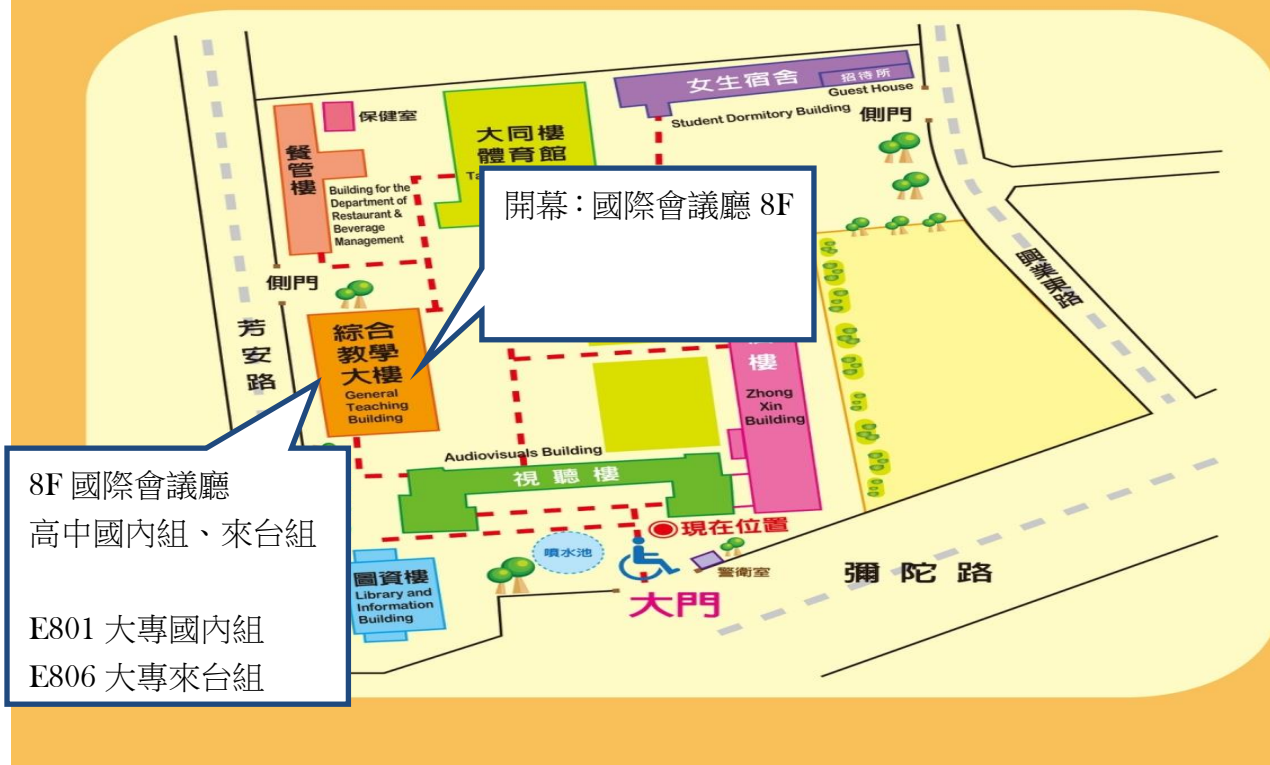 女生宿舍
招待所
Guest House
Student Dormitory Building
側門
保健室
大同樓
體育館
餐管樓
Building for the
Department of
Restaurant &
Beverage
Management
開幕：國際會議廳 8F
側門
芳安路
興業東路
綜合
教學
大樓
General
Teaching
Building
樓
Zhong
Xin
Building
Audiovisuals Building
視聽樓
8F 國際會議廳
高中國內組、來台組
E801 大專國內組
E806 大專來台組
現在位置
噴水池
警衛室
大門
彌陀路
圖資樓
Library and
Information
Building